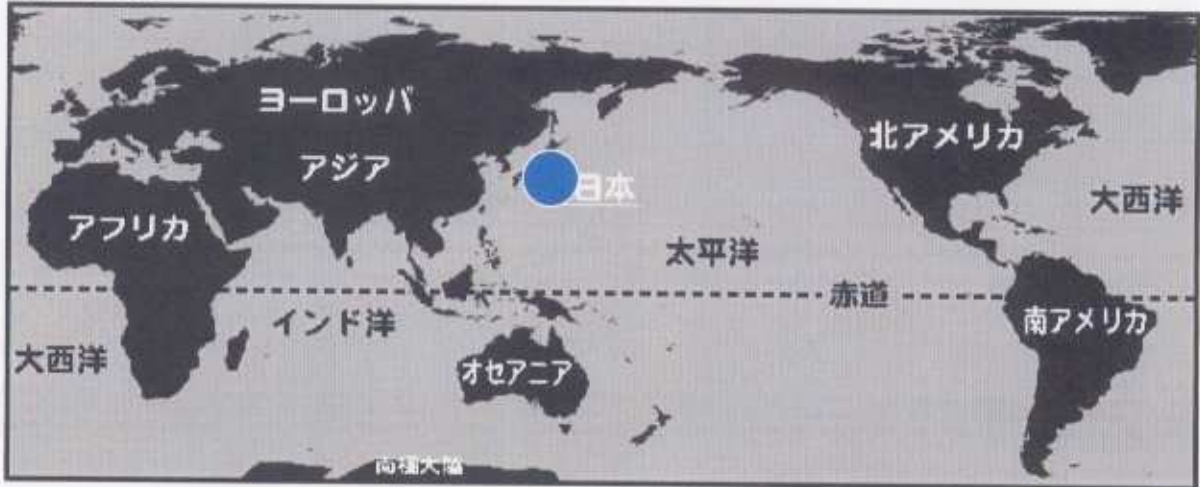 ヨーロッパ
北アメリカ
アジア
日本
大西洋
アフリカ
太平洋
赤道
インド洋
南アメリカ
大西洋
オセアニア
南極大陸